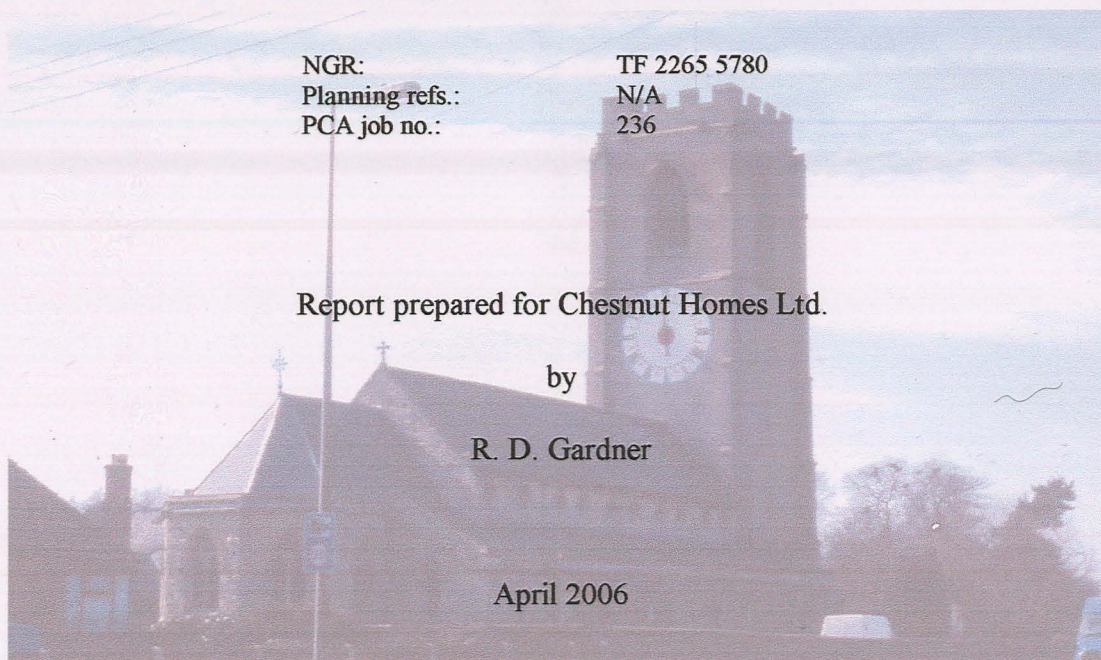 NGR: TF 2265 5780
Planning refs.: N/A
PCA job no.: 236
Report prepared for Chestnut Homes Ltd.
by
R. D. Gardner
April 2006